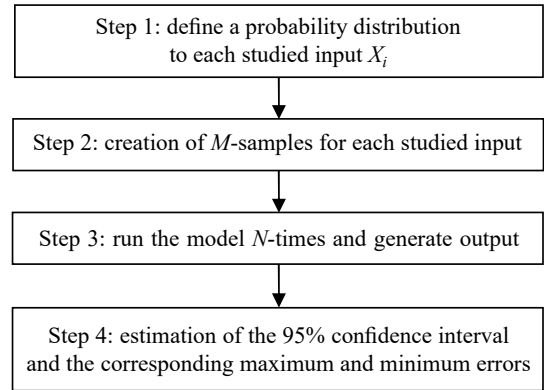 Step 1: define a probability distribution
to each studied input Xi
Step 2: creation of M-samples for each studied input
Step 3: run the model N-times and generate output
Step 4: estimation of the 95% confidence interval
and the corresponding maximum and minimum errors